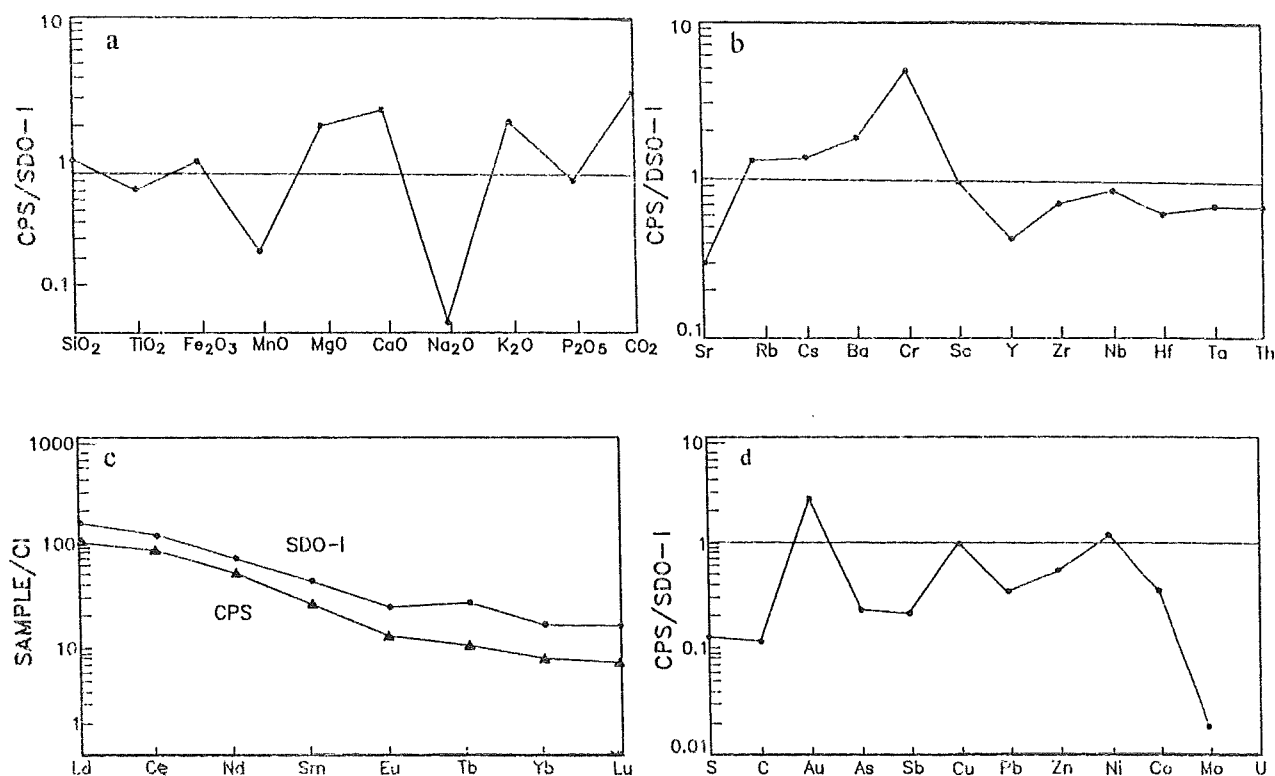 a
10
1
0.1
CPS/SDO-1
SiO₂ TiO₂ Fe₂O₃ MnO MgO CaO Na₂O K₂O P₂O₅ CO₂
b
10
1
0.1
CPS/DSO-1
Sr Rb Cs Ba Cr Sc Y Zr Nb Hf Ta Th
c
1000
100
10
1
SAMPLE/CI
SDO-1
CPS
La Ce Nd Sm Eu Tb Yb Lu
d
10
1
0.1
0.01
CPS/SDO-1
S C Au As Sb Cu Pb Zn Ni Co Mo U